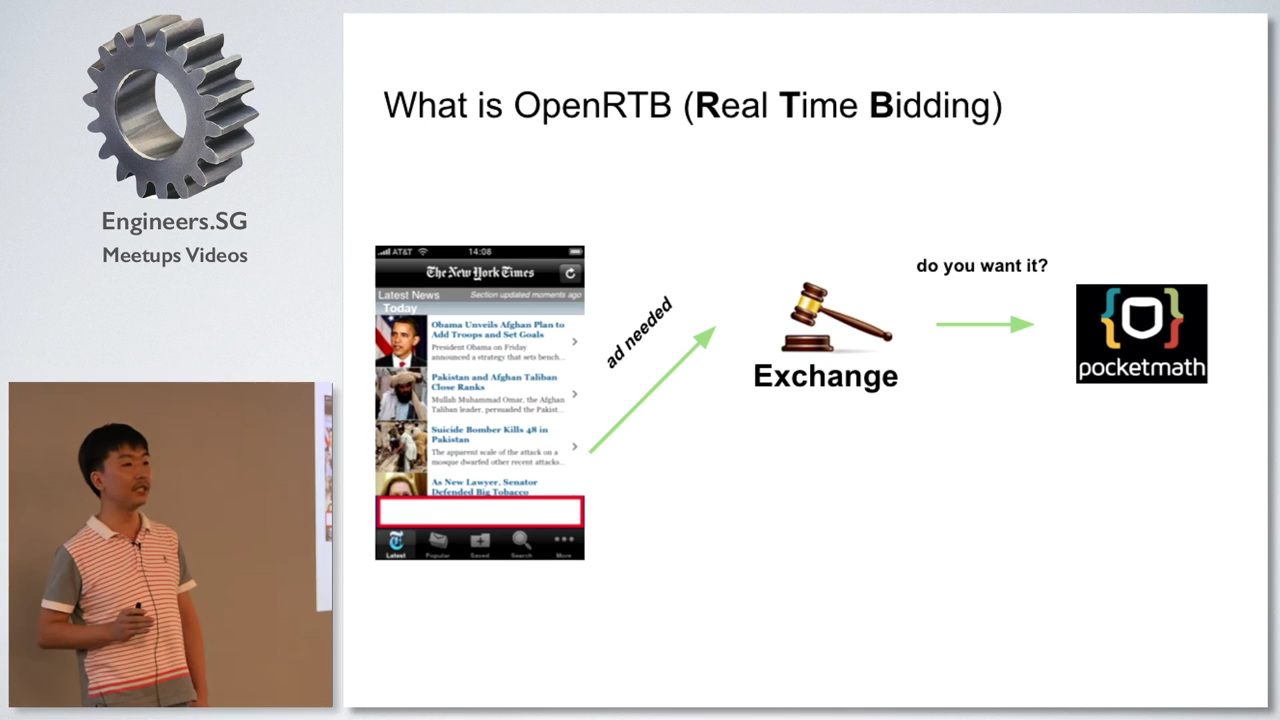 Engineers.SG
Meetups Videos
What is OpenRTB (Real Time Bidding)
AT&T 14:08
The New York Times
Latest News Section updated moments ago
Today
Obama Unveils Afghan Plan to
Add Troops and Set Goals
President Obama on Friday
announced a strategy that sets bench...
Pakistan and Afghan Taliban
Close Ranks
Mullah Muhammad Omar, the Afghan
Taliban leader, persuaded the Pakist...
Suicide Bomber Kills 48 in
Pakistan
The apparent scale of the attack on a
mosque dwarfed other recent attacks...
As New Lawyer, Senator
Defended Big Tobacco
Latest Popular Saved Search More
ad needed
Exchange
do you want it?
pocketmath